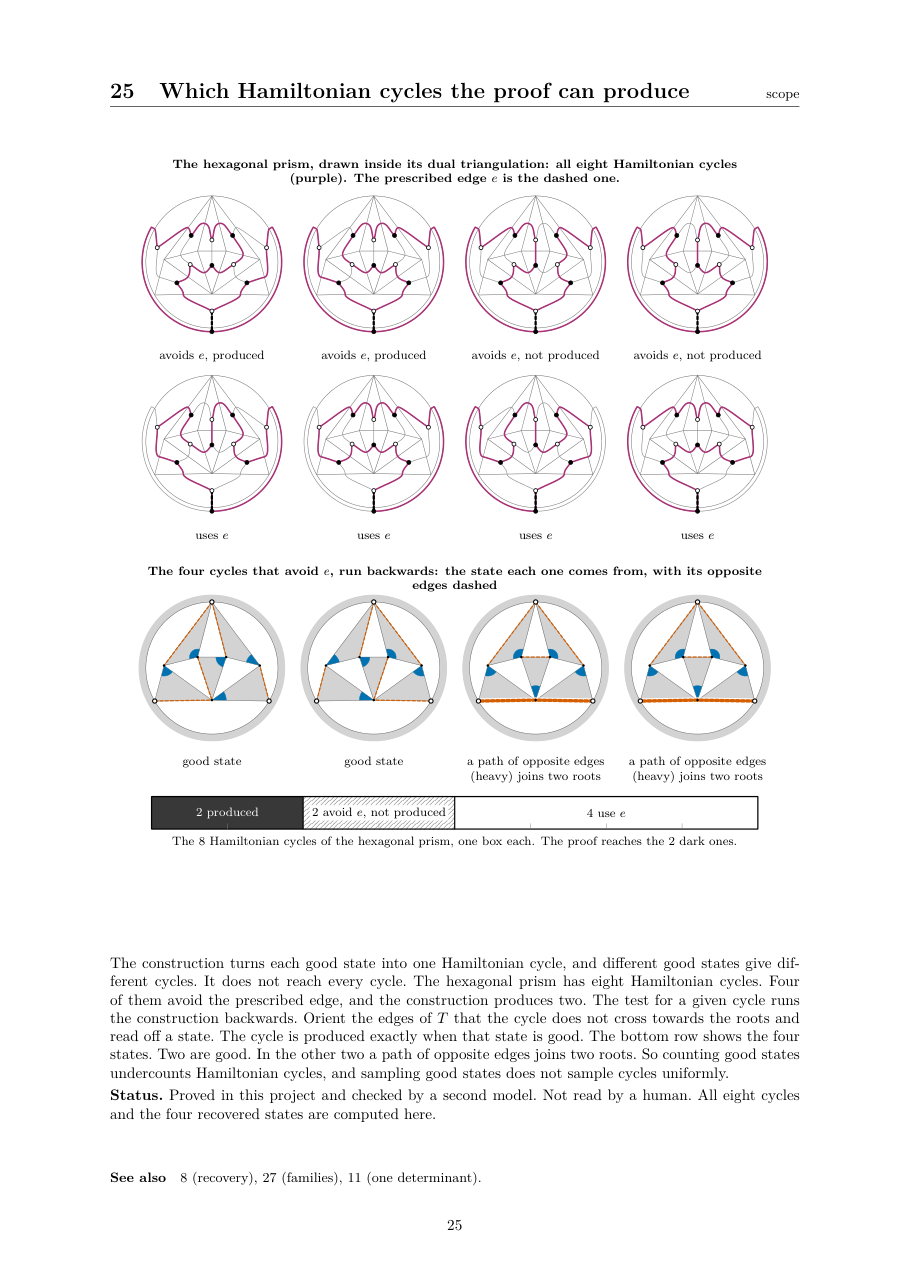 25 Which Hamiltonian cycles the proof can produce scope
The hexagonal prism, drawn inside its dual triangulation: all eight Hamiltonian cycles
(purple). The prescribed edge e is the dashed one.
avoids e, produced avoids e, produced avoids e, not produced avoids e, not produced
uses e uses e uses e uses e
The four cycles that avoid e, run backwards: the state each one comes from, with its opposite
edges dashed
good state good state a path of opposite edges a path of opposite edges
(heavy) joins two roots (heavy) joins two roots
2 produced 2 avoid e, not produced 4 use e
The 8 Hamiltonian cycles of the hexagonal prism, one box each. The proof reaches the 2 dark ones.
The construction turns each good state into one Hamiltonian cycle, and different good states give dif-
ferent cycles. It does not reach every cycle. The hexagonal prism has eight Hamiltonian cycles. Four
of them avoid the prescribed edge, and the construction produces two. The test for a given cycle runs
the construction backwards. Orient the edges of T that the cycle does not cross towards the roots and
read off a state. The cycle is produced exactly when that state is good. The bottom row shows the four
states. Two are good. In the other two a path of opposite edges joins two roots. So counting good states
undercounts Hamiltonian cycles, and sampling good states does not sample cycles uniformly.
Status. Proved in this project and checked by a second model. Not read by a human. All eight cycles
and the four recovered states are computed here.
See also 8 (recovery), 27 (families), 11 (one determinant).
25